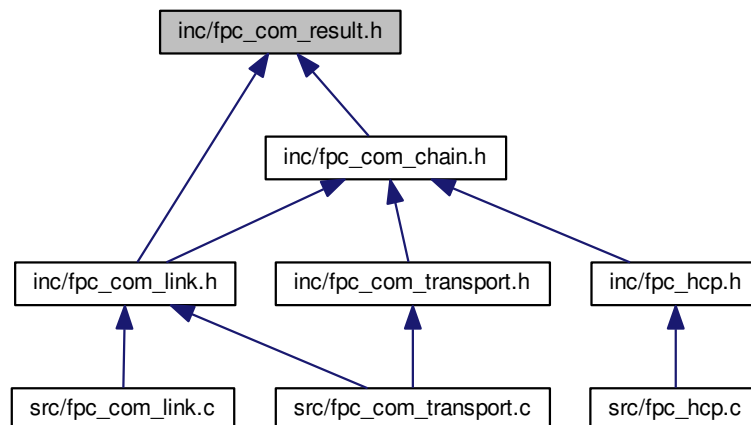 inc/fpc_com_result.h
inc/fpc_com_chain.h
inc/fpc_com_link.h
inc/fpc_com_transport.h
inc/fpc_hcp.h
src/fpc_com_link.c
src/fpc_com_transport.c
src/fpc_hcp.c